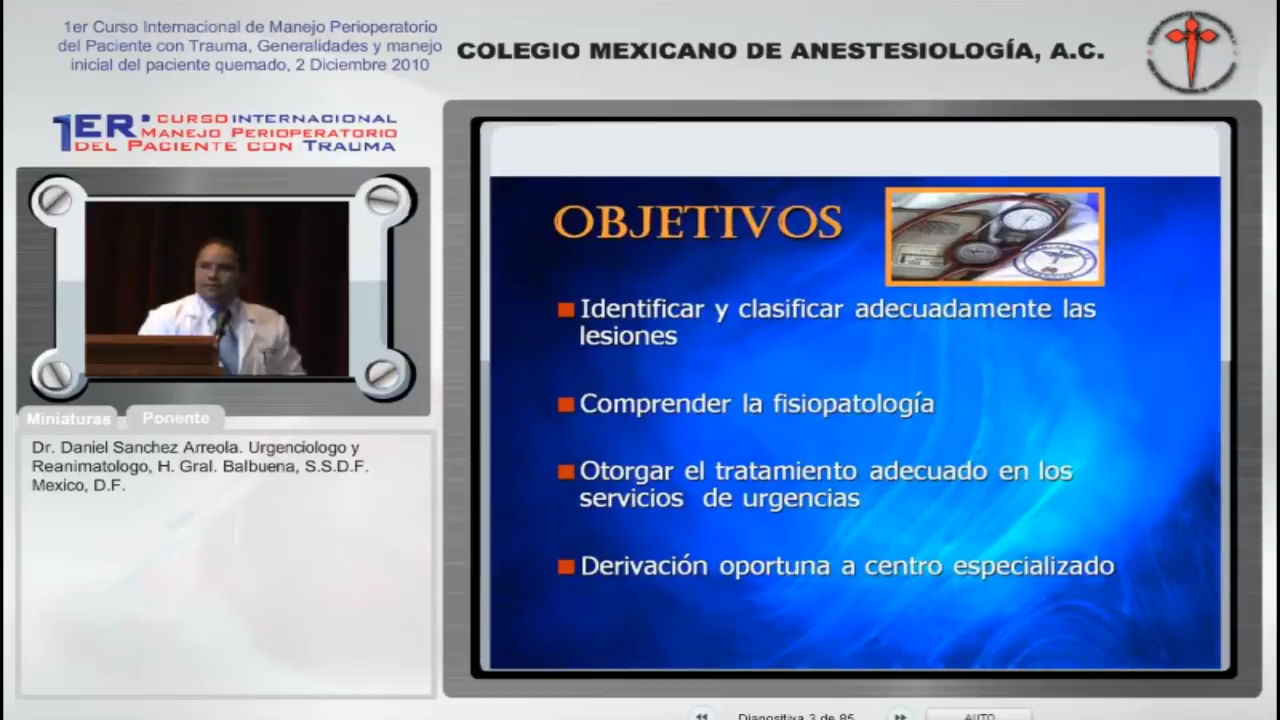 1er Curso Internacional de Manejo Perioperatorio
del Paciente con Trauma, Generalidades y manejo
inicial del paciente quemado, 2 Diciembre 2010
COLEGIO MEXICANO DE ANESTESIOLOGÍA, A.C.
1ER. CURSO INTERNACIONAL
MANEJO PERIOPERATORIO
DEL PACIENTE CON TRAUMA
Miniaturas
Ponente
Dr. Daniel Sanchez Arreola. Urgenciologo y
Reanimatologo, H. Gral. Balbuena, S.S.D.F.
Mexico, D.F.
OBJETIVOS
Identificar y clasificar adecuadamente las
lesiones
Comprender la fisiopatología
Otorgar el tratamiento adecuado en los
servicios de urgencias
Derivación oportuna a centro especializado
Diapositiva 3 de 85
AUTO